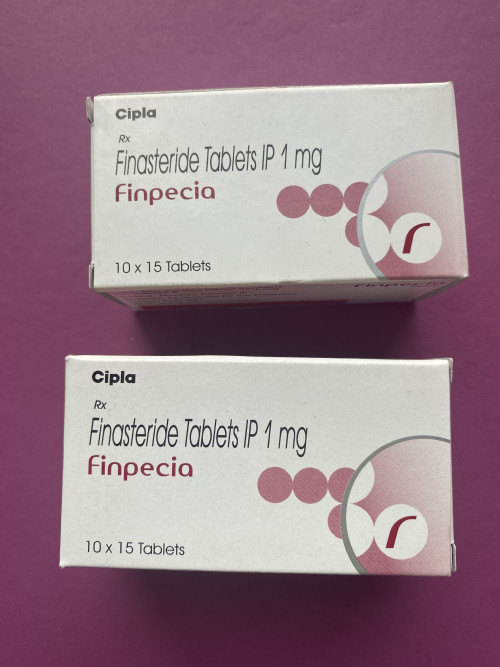 Cipla
Rx
Finasteride Tablets IP 1 mg
Finpecia
10 x 15 Tablets
Finpecia
Cipla
Rx
Finasteride Tablets IP 1 mg
Finpecia
10 x 15 Tablets